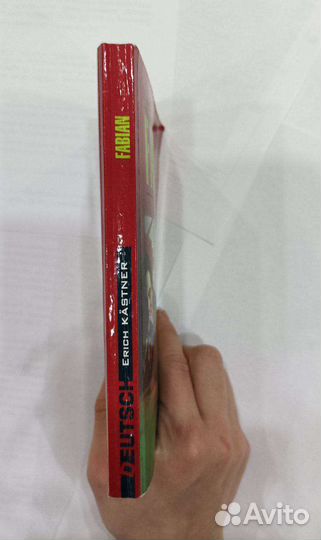 FABIAN
ERICH KÄSTNER
DEUTSCH
Avito